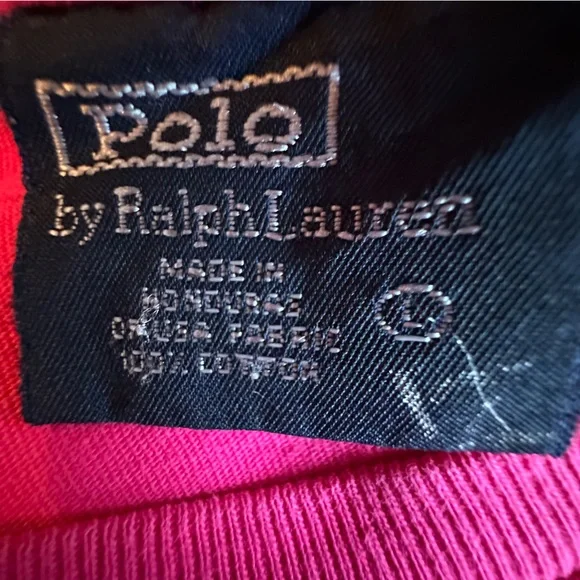 Polo
by Ralph Lauren
MADE IN
HONDURAS
OF USA FABRIC
100% COTTON
L